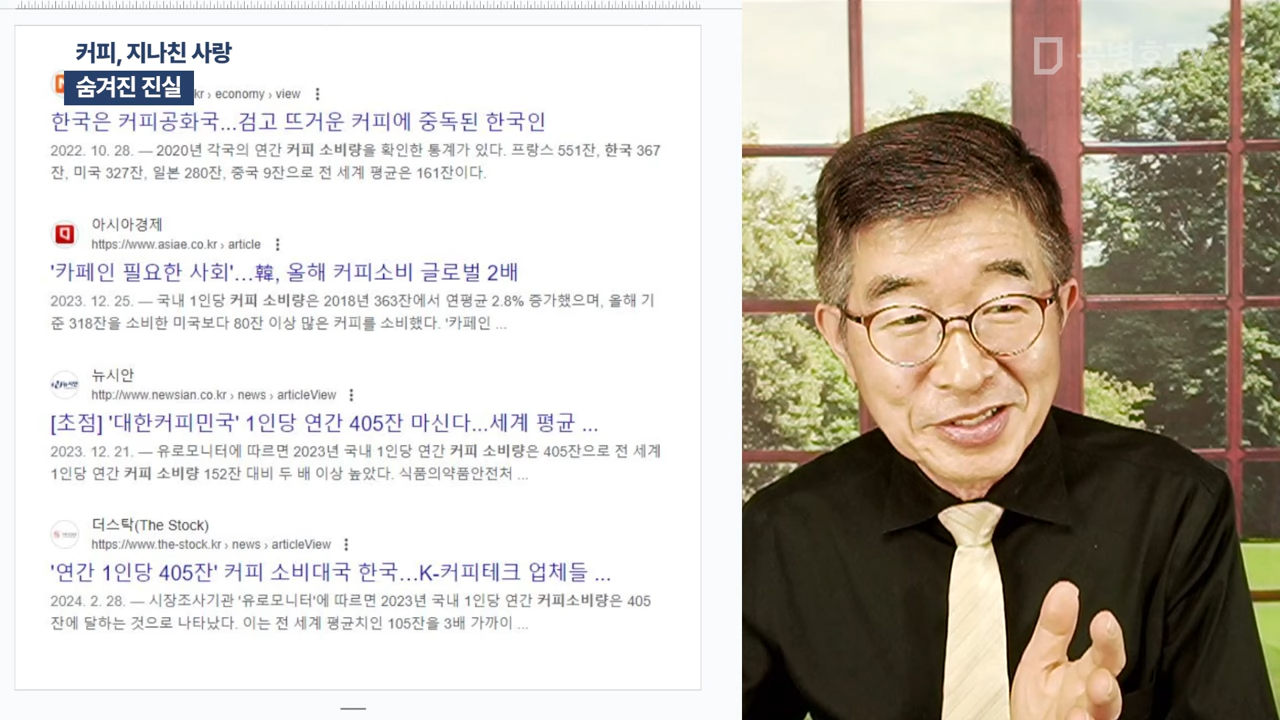 커피, 지나친 사랑
숨겨진 진실
kr › economy › view
한국은 커피공화국...검고 뜨거운 커피에 중독된 한국인
2022. 10. 28. — 2020년 각국의 연간 커피 소비량을 확인한 통계가 있다. 프랑스 551잔, 한국 367
잔, 미국 327잔, 일본 280잔, 중국 9잔으로 전 세계 평균은 161잔이다.
아시아경제
https://www.asiae.co.kr › article
'카페인 필요한 사회'…韓, 올해 커피소비 글로벌 2배
2023. 12. 25. — 국내 1인당 커피 소비량은 2018년 363잔에서 연평균 2.8% 증가했으며, 올해 기
준 318잔을 소비한 미국보다 80잔 이상 많은 커피를 소비했다. '카페인 ...
뉴시안
http://www.newsian.co.kr › news › articleView
[초점] '대한커피민국' 1인당 연간 405잔 마신다...세계 평균 ...
2023. 12. 21. — 유로모니터에 따르면 2023년 국내 1인당 연간 커피 소비량은 405잔으로 전 세계
1인당 연간 커피 소비량 152잔 대비 두 배 이상 높았다. 식품의약품안전처 ...
더스탁(The Stock)
https://www.the-stock.kr › news › articleView
'연간 1인당 405잔' 커피 소비대국 한국…K-커피테크 업체들 ...
2024. 2. 28. — 시장조사기관 '유로모니터'에 따르면 2023년 국내 1인당 연간 커피소비량은 405
잔에 달하는 것으로 나타났다. 이는 전 세계 평균치인 105잔을 3배 가까이 ...